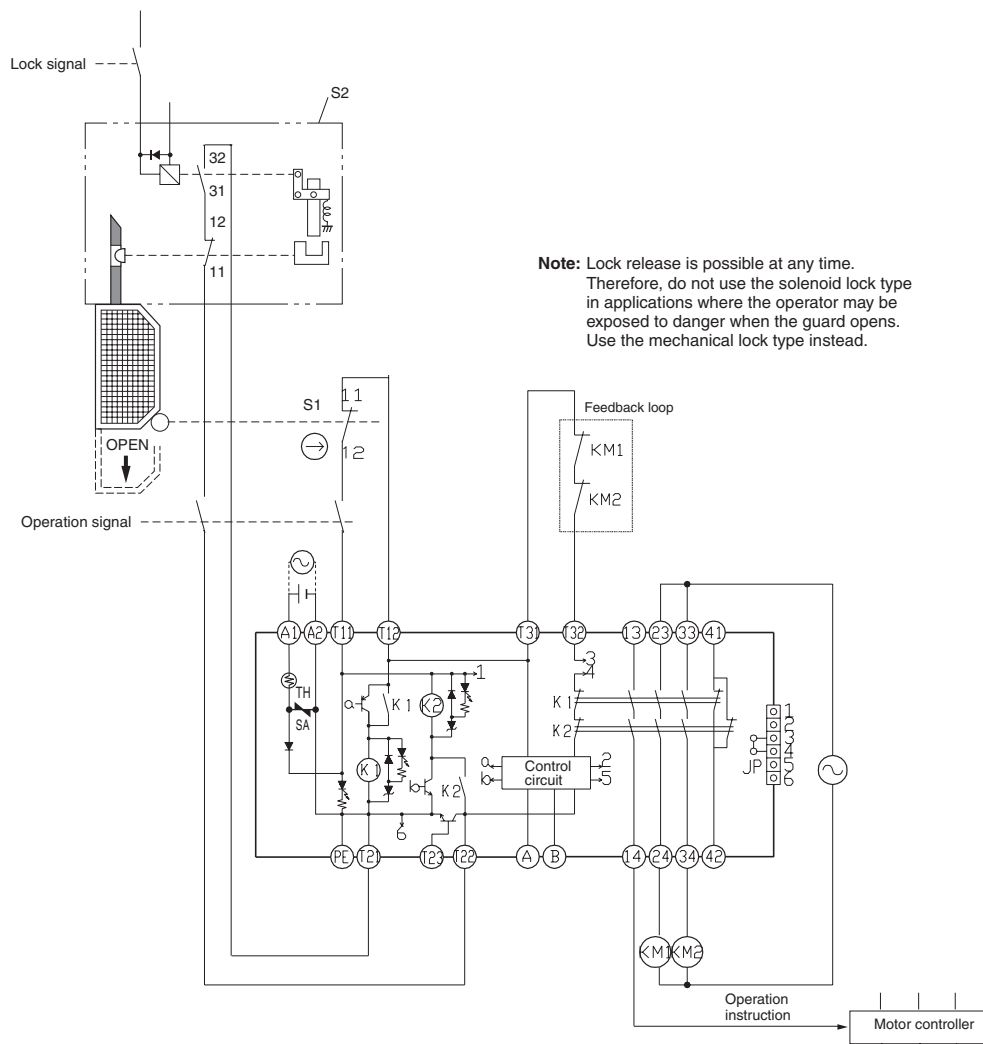 Lock signal
S2
32
31
12
11
Note: Lock release is possible at any time.
Therefore, do not use the solenoid lock type
in applications where the operator may be
exposed to danger when the guard opens.
Use the mechanical lock type instead.
S1
11
12
OPEN
Feedback loop
KM1
KM2
Operation signal
A1 A2 T11 T12 T31 T32 13 23 33 41
1
3
4
TH
SA
a
K1
K2
K1
K2
K1
b
K2
6
Control
circuit
a
b
2
5
1
2
3
4
5
6
JP
PE T21 T23 T22 A B 14 24 34 42
KM1 KM2
Operation
instruction
Motor controller